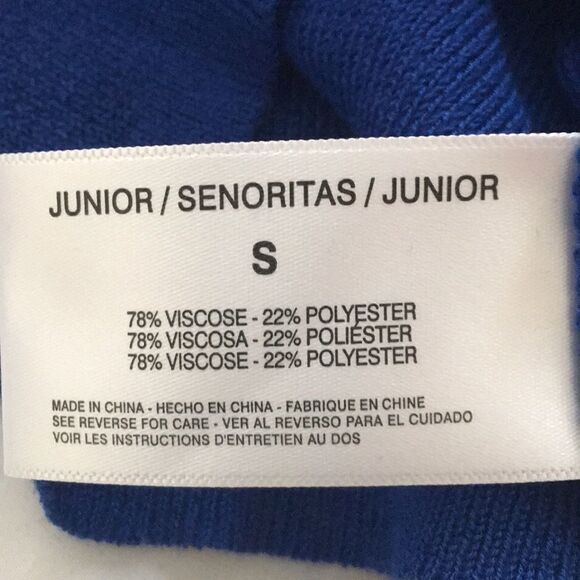 JUNIOR / SENORITAS / JUNIOR
S
78% VISCOSE - 22% POLYESTER
78% VISCOSA - 22% POLIÉSTER
78% VISCOSE - 22% POLYESTER
MADE IN CHINA - HECHO EN CHINA - FABRIQUE EN CHINE
SEE REVERSE FOR CARE - VER AL REVERSO PARA EL CUIDADO
VOIR LES INSTRUCTIONS D'ENTRETIEN AU DOS